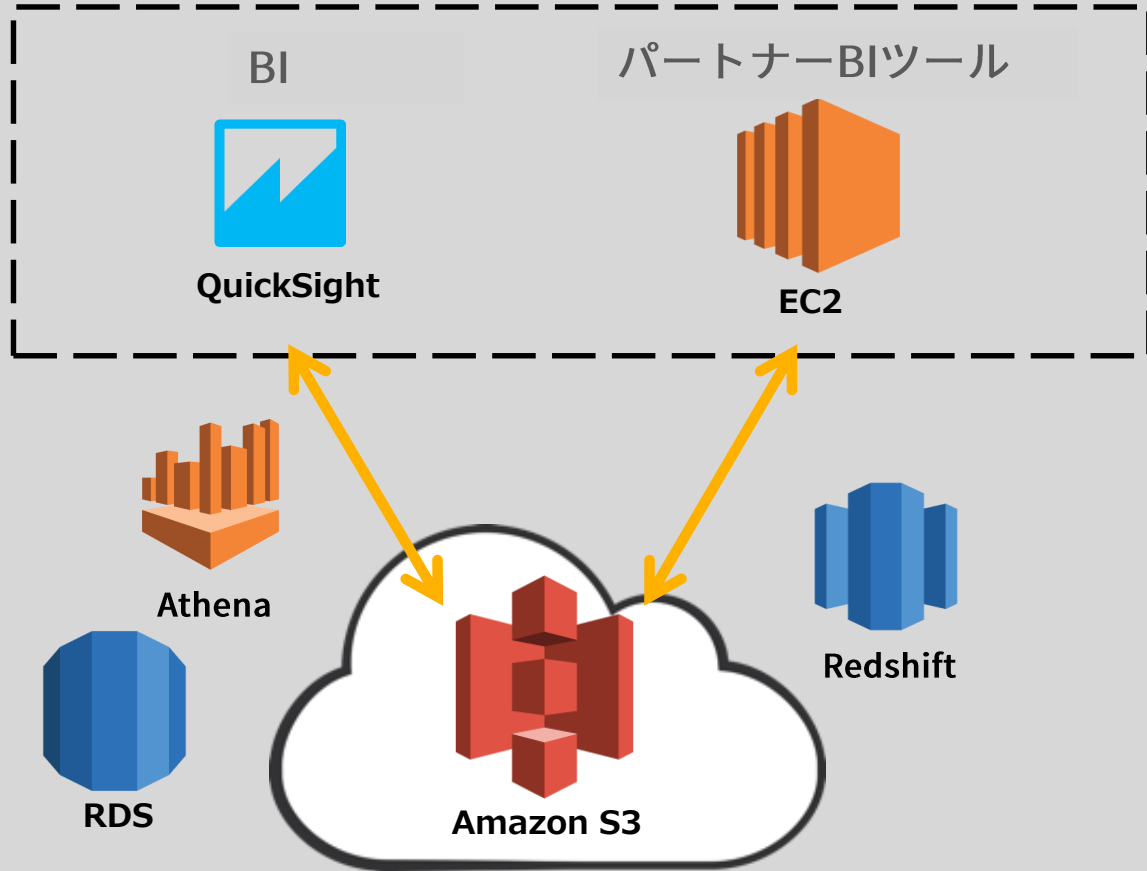 BI
パートナーBIツール
QuickSight
EC2
Athena
Redshift
RDS
Amazon S3